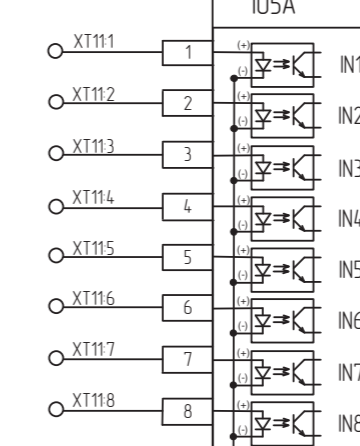 IU5A
XT11:1 1 (+) (-) IN1
XT11:2 2 (+) (-) IN2
XT11:3 3 (+) (-) IN3
XT11:4 4 (+) (-) IN4
XT11:5 5 (+) (-) IN5
XT11:6 6 (+) (-) IN6
XT11:7 7 (+) (-) IN7
XT11:8 8 (+) (-) IN8